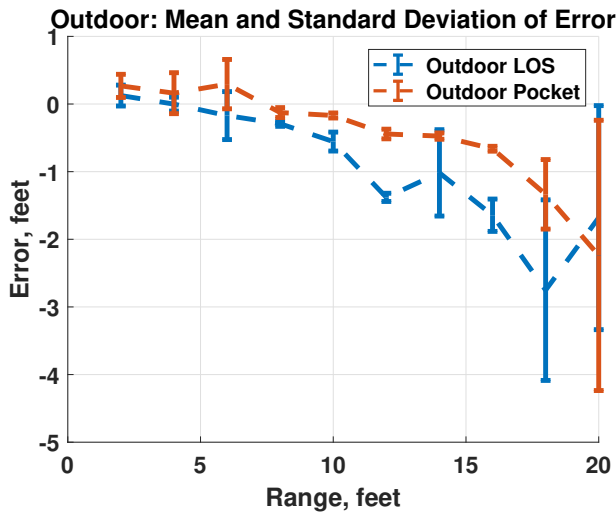 Outdoor: Mean and Standard Deviation of Error
1
0
-1
-2
-3
-4
-5
Error, feet
Outdoor LOS
Outdoor Pocket
0
5
10
15
20
Range, feet